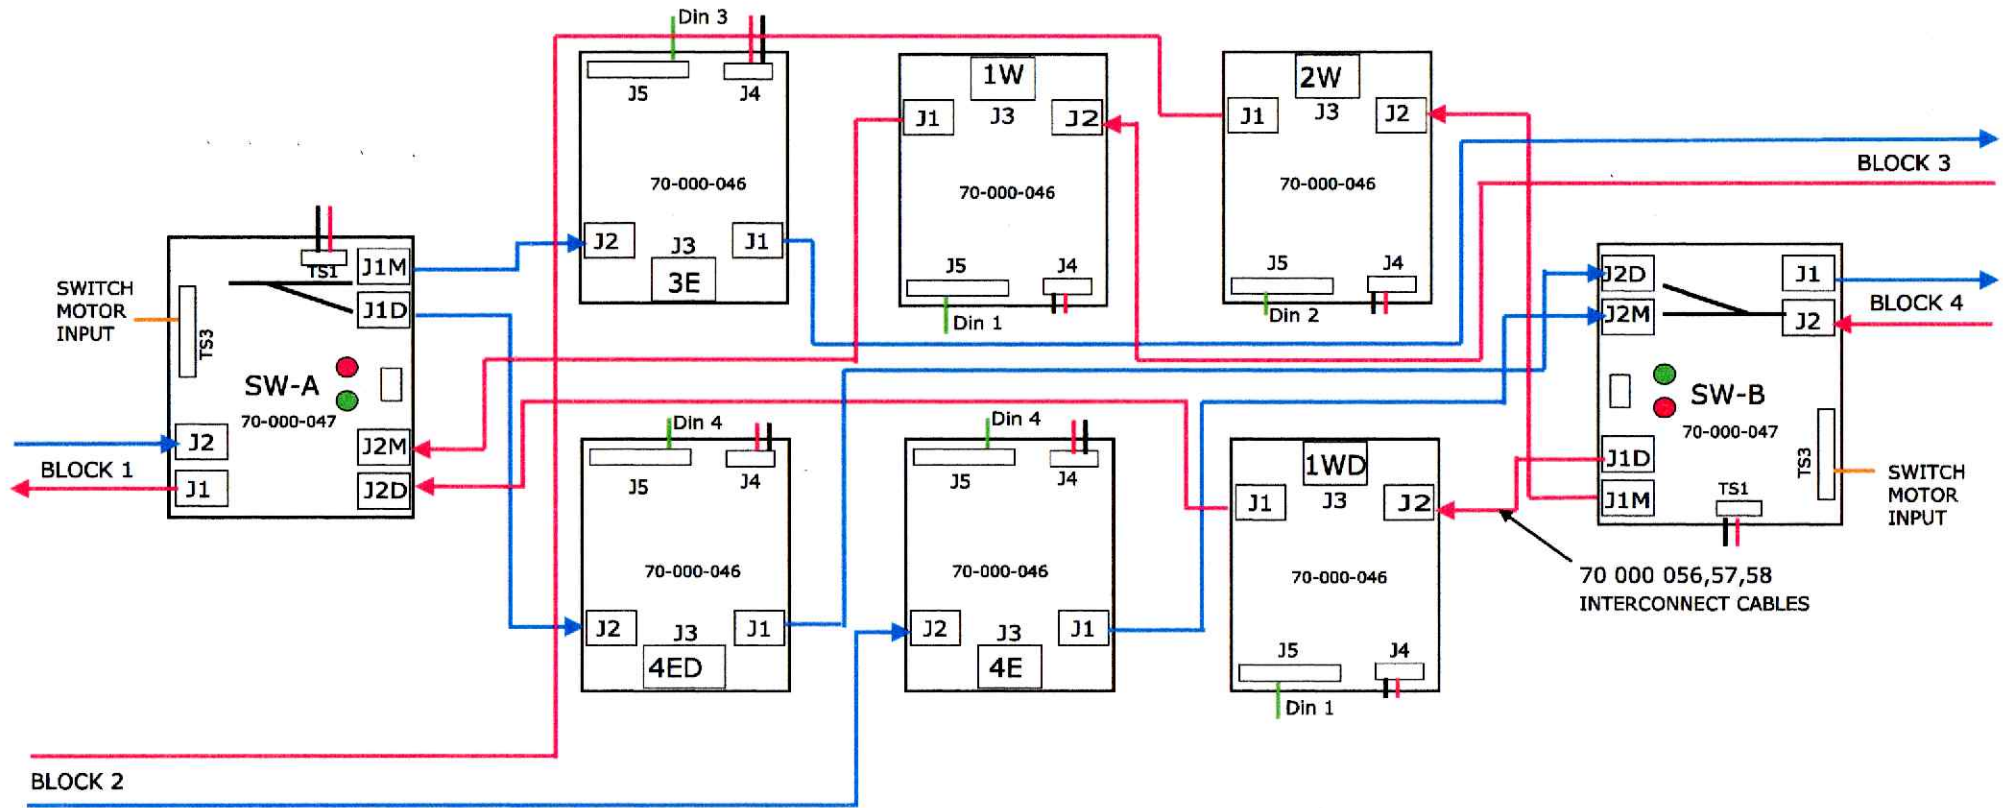 Din 3
J5
J4
J2
J3
J1
70-000-046
3E
1W
J1
J3
J2
70-000-046
J5
J4
Din 1
2W
J1
J3
J2
70-000-046
J5
J4
Din 2
BLOCK 3
SWITCH
MOTOR
INPUT
TS1
J1M
J1D
TS3
SW-A
70-000-047
J2
J2M
BLOCK 1
J1
J2D
J2D
J1
J2M
J2
BLOCK 4
SW-B
70-000-047
J1D
J1M
TS3
TS1
SWITCH
MOTOR
INPUT
Din 4
J5
J4
70-000-046
J2
J3
J1
4ED
Din 4
J5
J4
70-000-046
J2
J3
J1
4E
1WD
J1
J3
J2
70-000-046
J5
J4
Din 1
70 000 056,57,58
INTERCONNECT CABLES
BLOCK 2